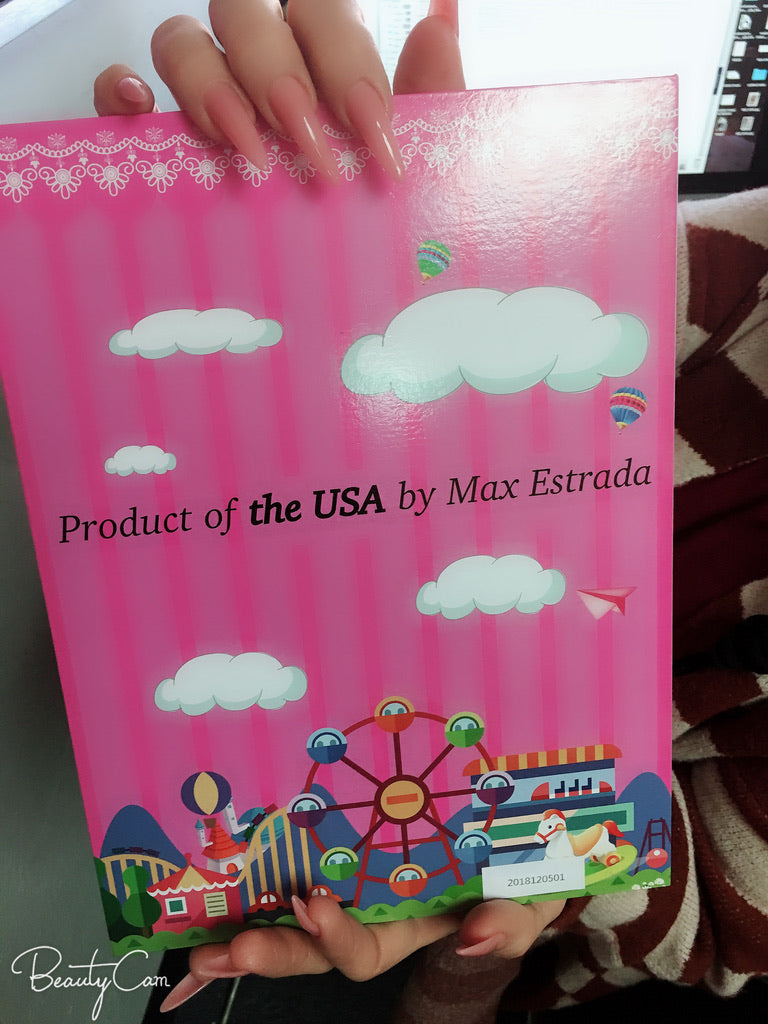 Product of the USA by Max Estrada
2018120501
BeautyCam